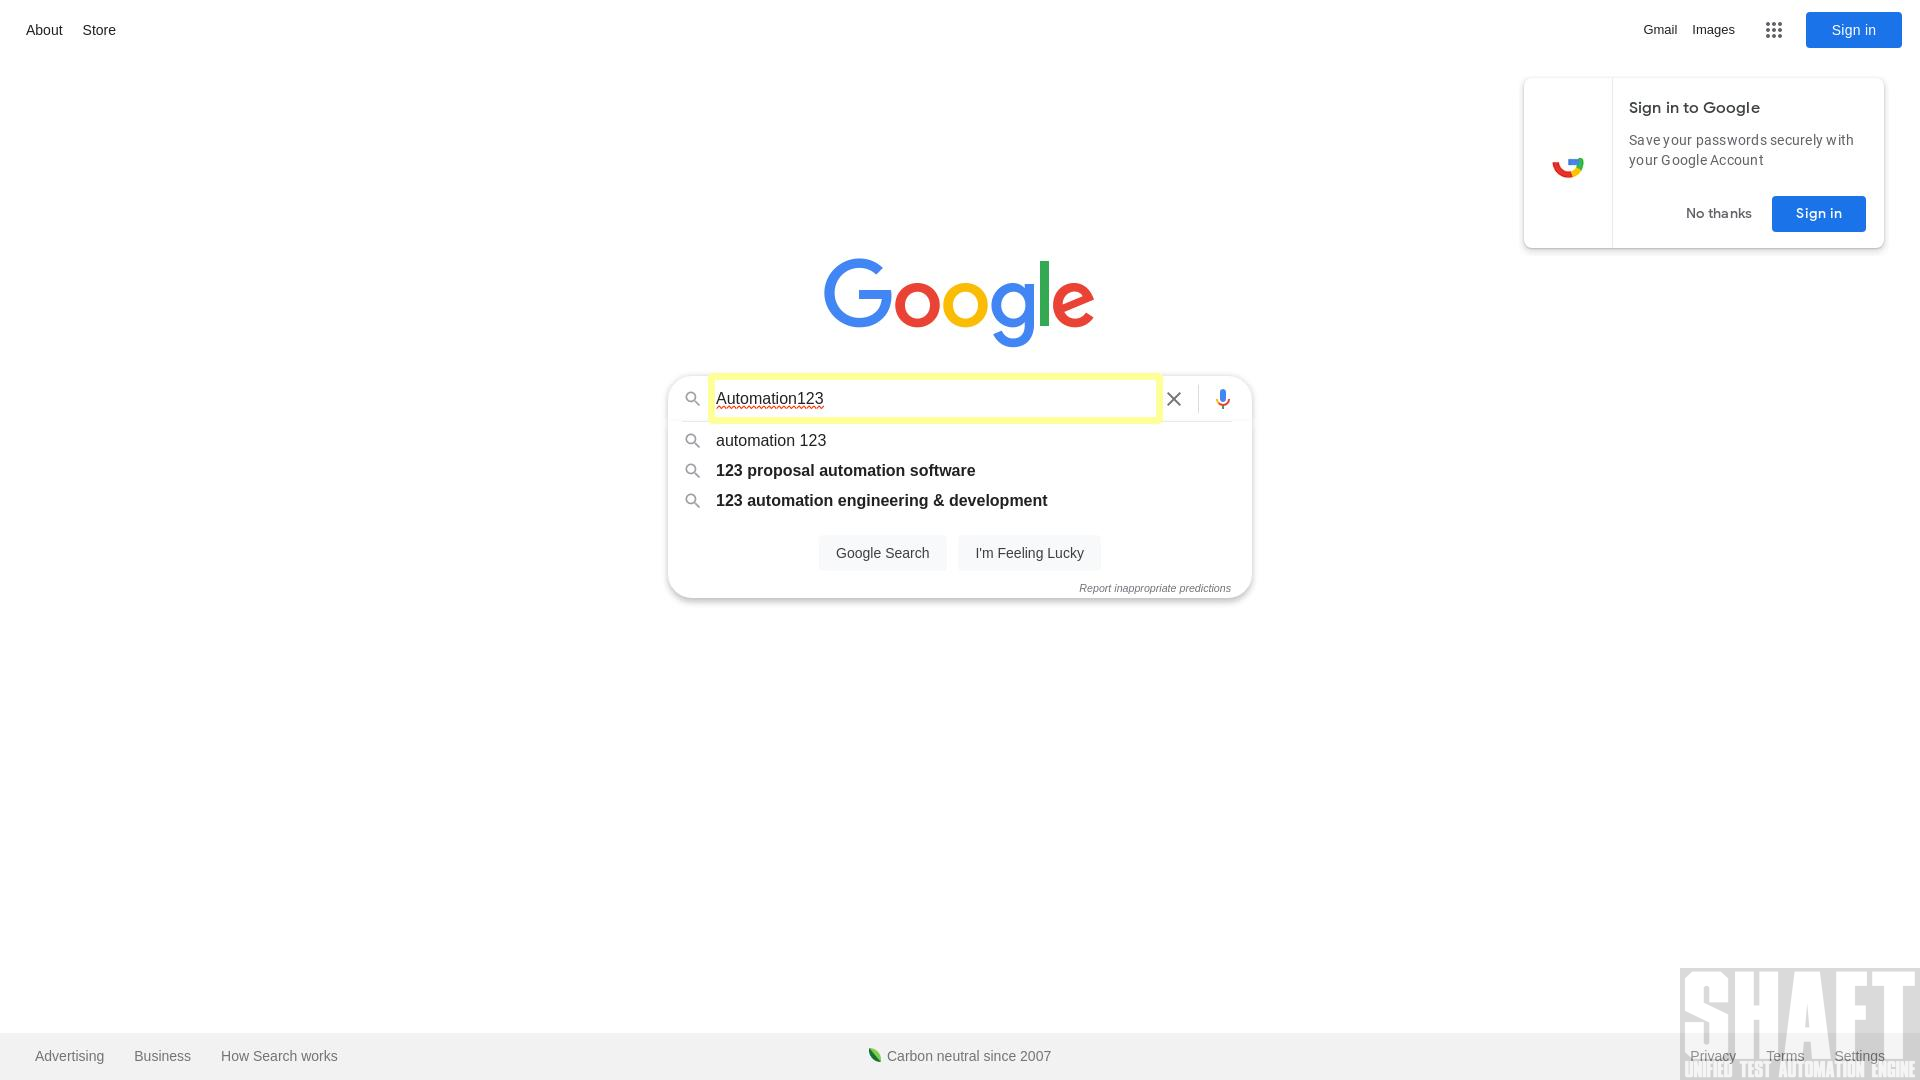 About Store
Gmail Images Sign in
Sign in to Google
Save your passwords securely with
your Google Account
No thanks Sign in
Google
Automation123
automation 123
123 proposal automation software
123 automation engineering & development
Google Search I'm Feeling Lucky
Report inappropriate predictions
SHAFT
Advertising Business How Search works Carbon neutral since 2007 Privacy Terms Settings
UNIFIED TEST AUTOMATION ENGINE